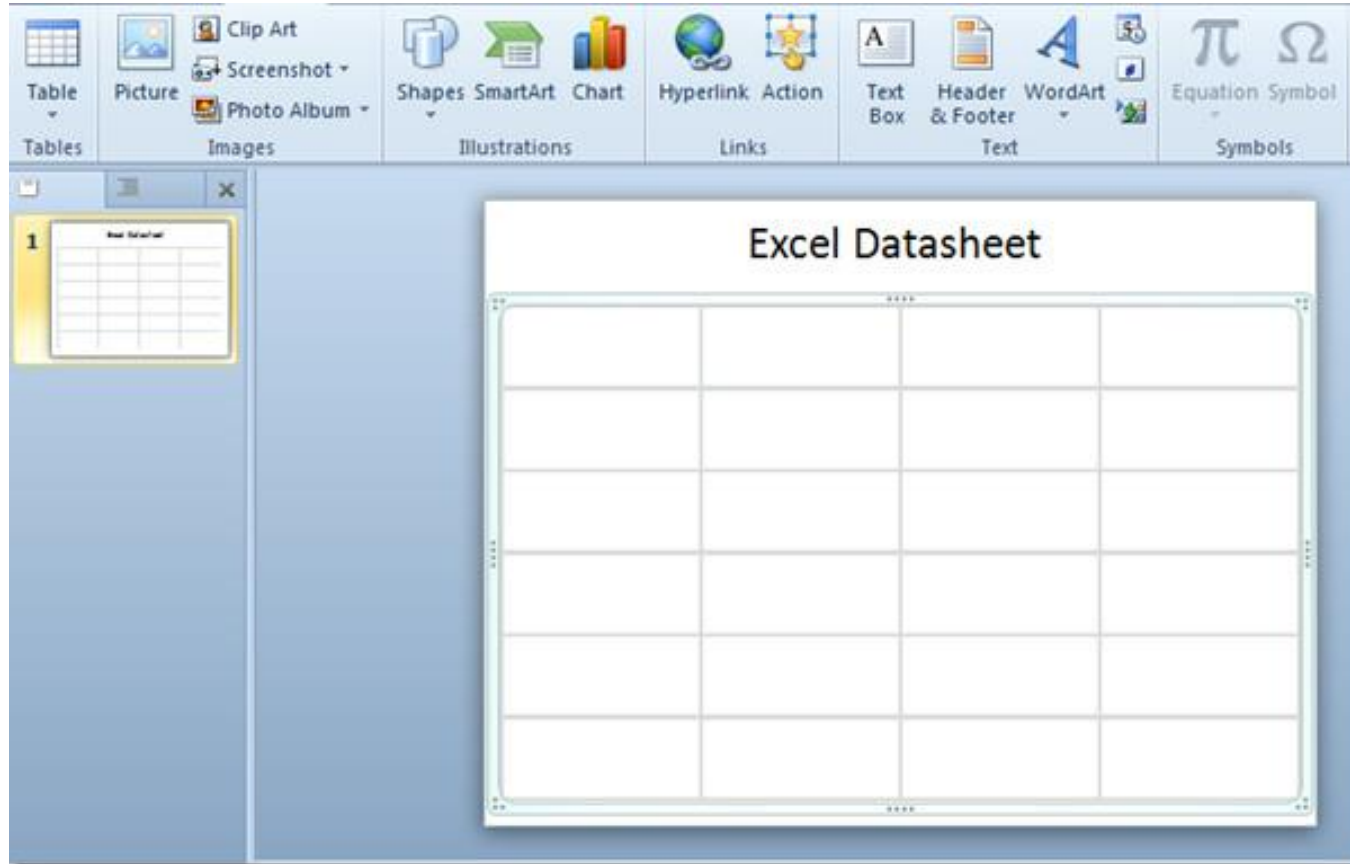 Clip Art
Screenshot
Photo Album
Table
Picture
Shapes SmartArt Chart
Hyperlink Action
A
Text
Box
Header
& Footer
WordArt
π Ω
Equation Symbol
Tables
Images
Illustrations
Links
Text
Symbols
1
Excel Datasheet